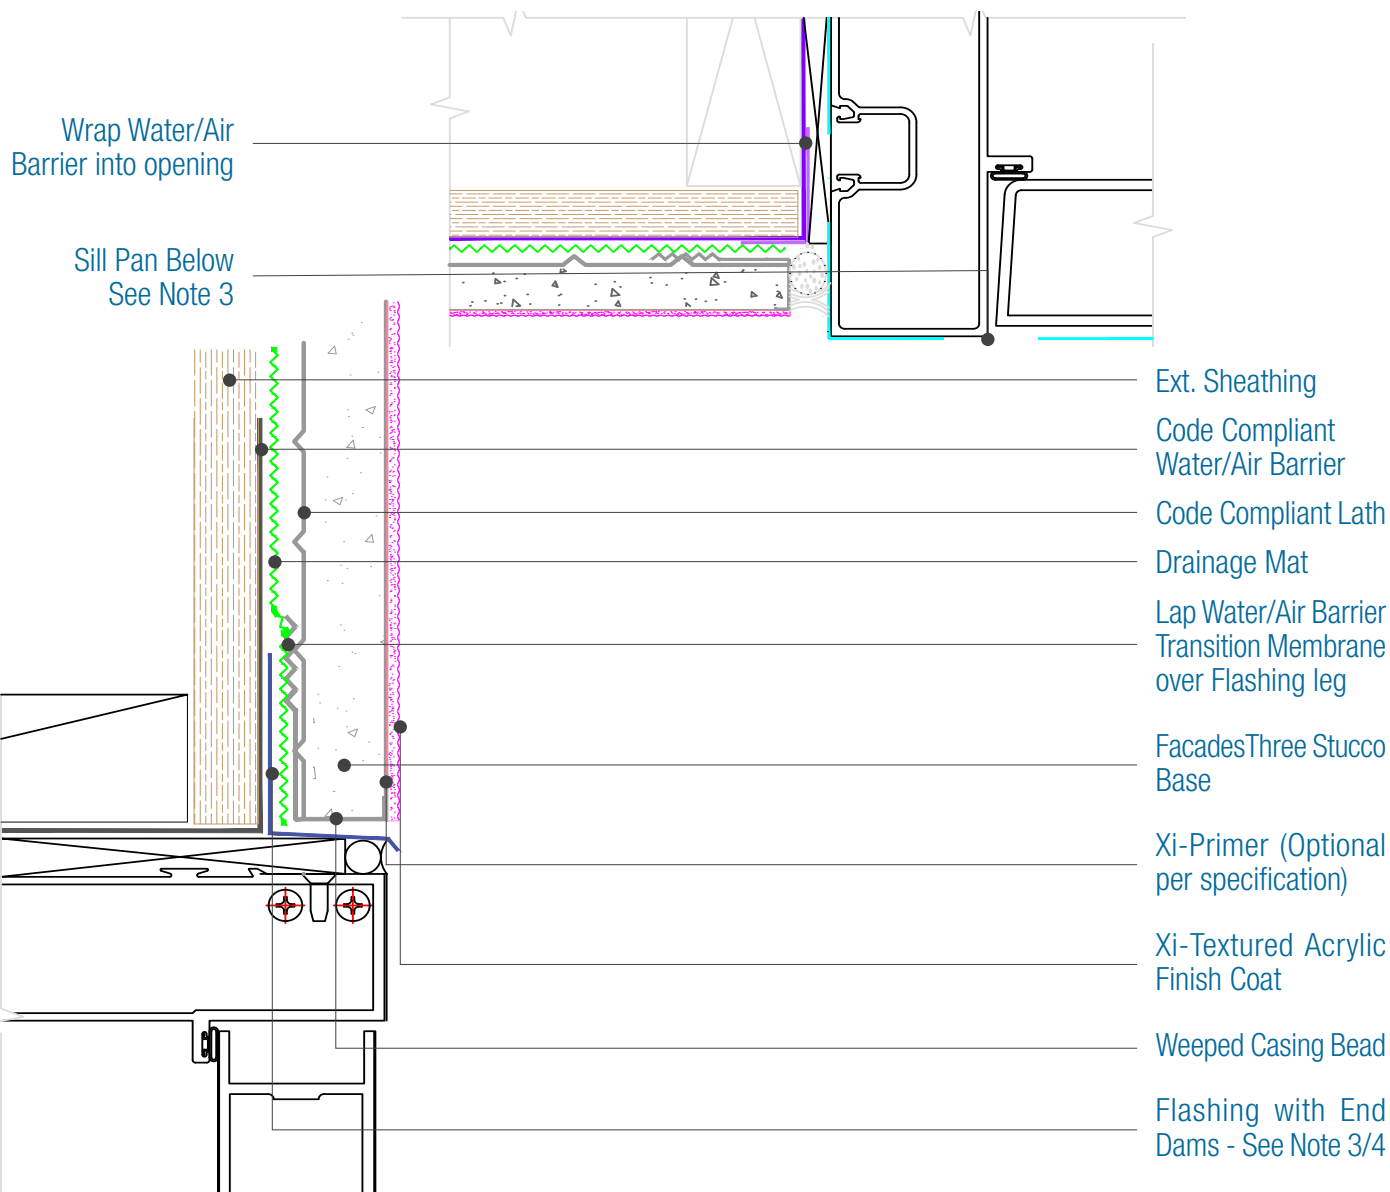 Wrap Water/Air
Barrier into opening
Sill Pan Below
See Note 3
Ext. Sheathing
Code Compliant
Water/Air Barrier
Code Compliant Lath
Drainage Mat
Lap Water/Air Barrier
Transition Membrane
over Flashing leg
FacadesThree Stucco
Base
Xi-Primer (Optional
per specification)
Xi-Textured Acrylic
Finish Coat
Weeped Casing Bead
Flashing with End
Dams - See Note 3/4